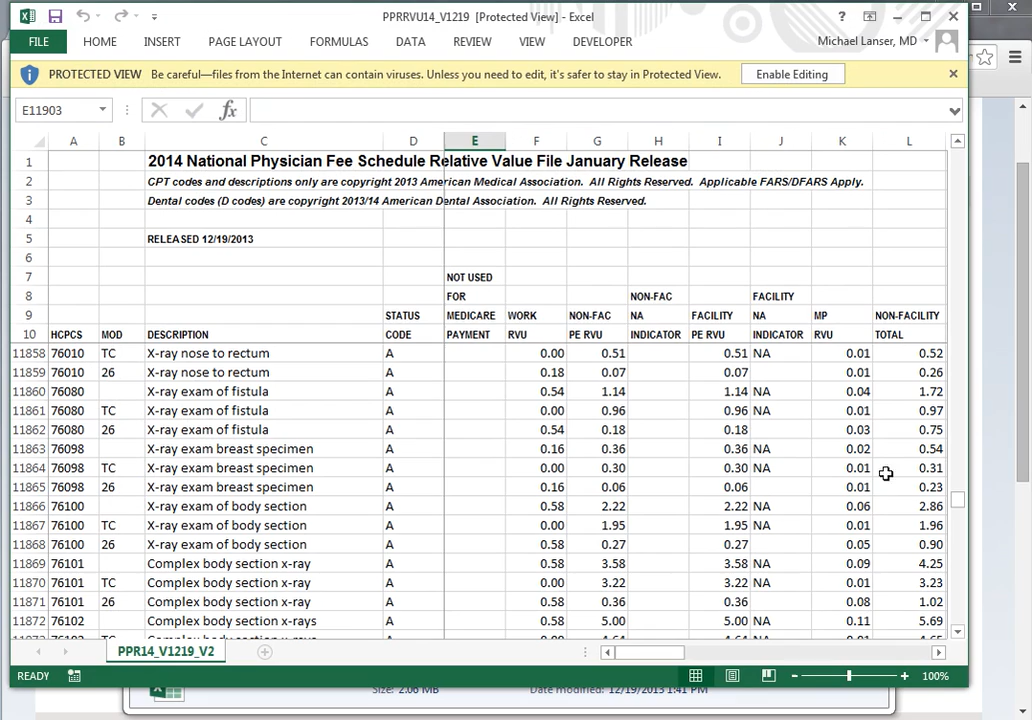 PPRRVU14_V1219 [Protected View] - Excel
FILE HOME INSERT PAGE LAYOUT FORMULAS DATA REVIEW VIEW DEVELOPER Michael Lanser, MD
PROTECTED VIEW Be careful—files from the Internet can contain viruses. Unless you need to edit, it's safer to stay in Protected View. Enable Editing
E11903 fx
A B C D E F G H I J K L
1 2014 National Physician Fee Schedule Relative Value File January Release
2 CPT codes and descriptions only are copyright 2013 American Medical Association. All Rights Reserved. Applicable FARS/DFARS Apply.
3 Dental codes (D codes) are copyright 2013/14 American Dental Association. All Rights Reserved.
4
5 RELEASED 12/19/2013
6
7 NOT USED
8 FOR NON-FAC FACILITY
9 STATUS MEDICARE WORK NON-FAC NA FACILITY NA MP NON-FACILITY
10 HCPCS MOD DESCRIPTION CODE PAYMENT RVU PE RVU INDICATOR PE RVU INDICATOR RVU TOTAL
11858 76010 TC X-ray nose to rectum A 0.00 0.51 0.51 NA 0.01 0.52
11859 76010 26 X-ray nose to rectum A 0.18 0.07 0.07 0.01 0.26
11860 76080 X-ray exam of fistula A 0.54 1.14 1.14 NA 0.04 1.72
11861 76080 TC X-ray exam of fistula A 0.00 0.96 0.96 NA 0.01 0.97
11862 76080 26 X-ray exam of fistula A 0.54 0.18 0.18 0.03 0.75
11863 76098 X-ray exam breast specimen A 0.16 0.36 0.36 NA 0.02 0.54
11864 76098 TC X-ray exam breast specimen A 0.00 0.30 0.30 NA 0.01 0.31
11865 76098 26 X-ray exam breast specimen A 0.16 0.06 0.06 0.01 0.23
11866 76100 X-ray exam of body section A 0.58 2.22 2.22 NA 0.06 2.86
11867 76100 TC X-ray exam of body section A 0.00 1.95 1.95 NA 0.01 1.96
11868 76100 26 X-ray exam of body section A 0.58 0.27 0.27 0.05 0.90
11869 76101 Complex body section x-ray A 0.58 3.58 3.58 NA 0.09 4.25
11870 76101 TC Complex body section x-ray A 0.00 3.22 3.22 NA 0.01 3.23
11871 76101 26 Complex body section x-ray A 0.58 0.36 0.36 0.08 1.02
11872 76102 Complex body section x-rays A 0.58 5.00 5.00 NA 0.11 5.69
PPR14_V1219_V2
READY 100%
Size: 2.06 MB Date modified: 12/19/2013 1:41 PM